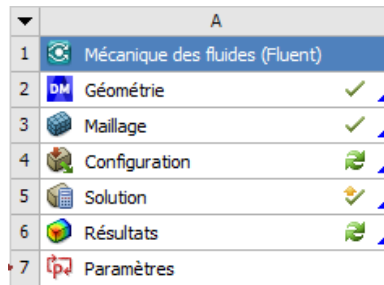 A
1 Mécanique des fluides (Fluent)
2 DM Géométrie
3 Maillage
4 Configuration
5 Solution
6 Résultats
7 p Paramètres